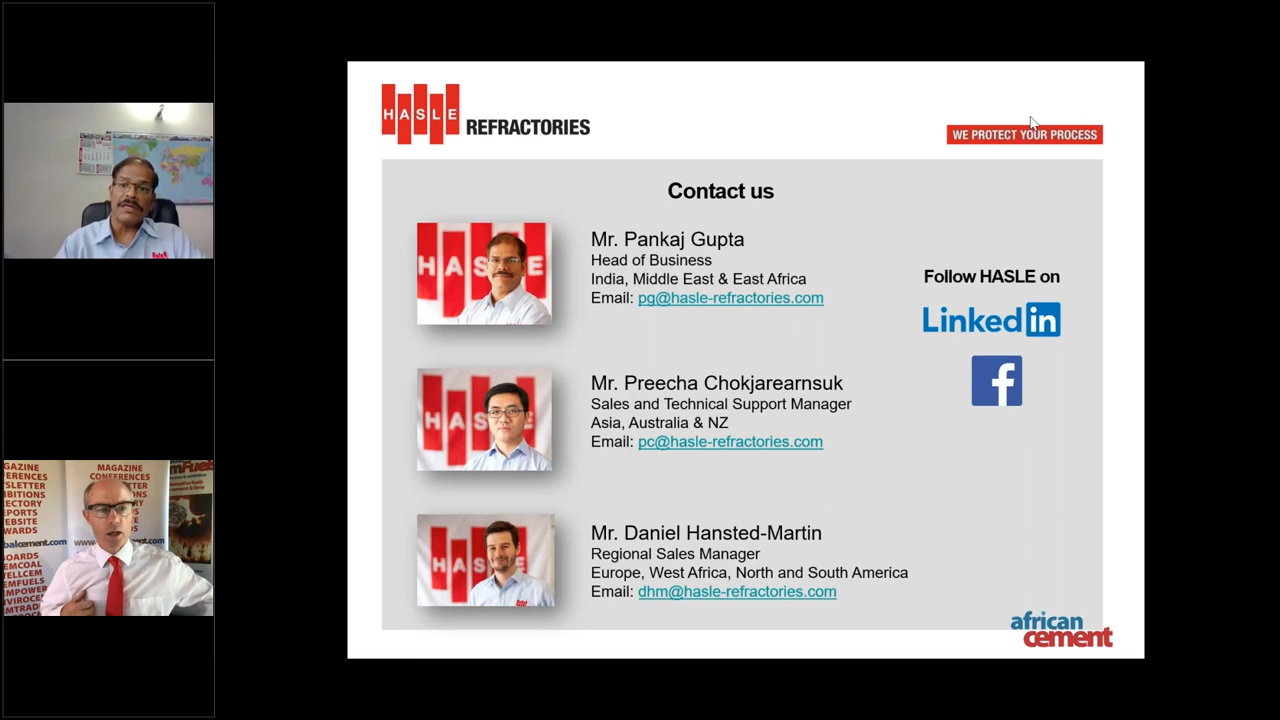 HASLE
REFRACTORIES
WE PROTECT YOUR PROCESS
Contact us
Mr. Pankaj Gupta
Head of Business
India, Middle East & East Africa
Email: pg@hasle-refractories.com
Follow HASLE on
LinkedIn
f
Mr. Preecha Chokjarearnsuk
Sales and Technical Support Manager
Asia, Australia & NZ
Email: pc@hasle-refractories.com
Mr. Daniel Hansted-Martin
Regional Sales Manager
Europe, West Africa, North and South America
Email: dhm@hasle-refractories.com
african
cement
HAS E
HAS E
HASLE
MAGAZINE
CONFERENCES